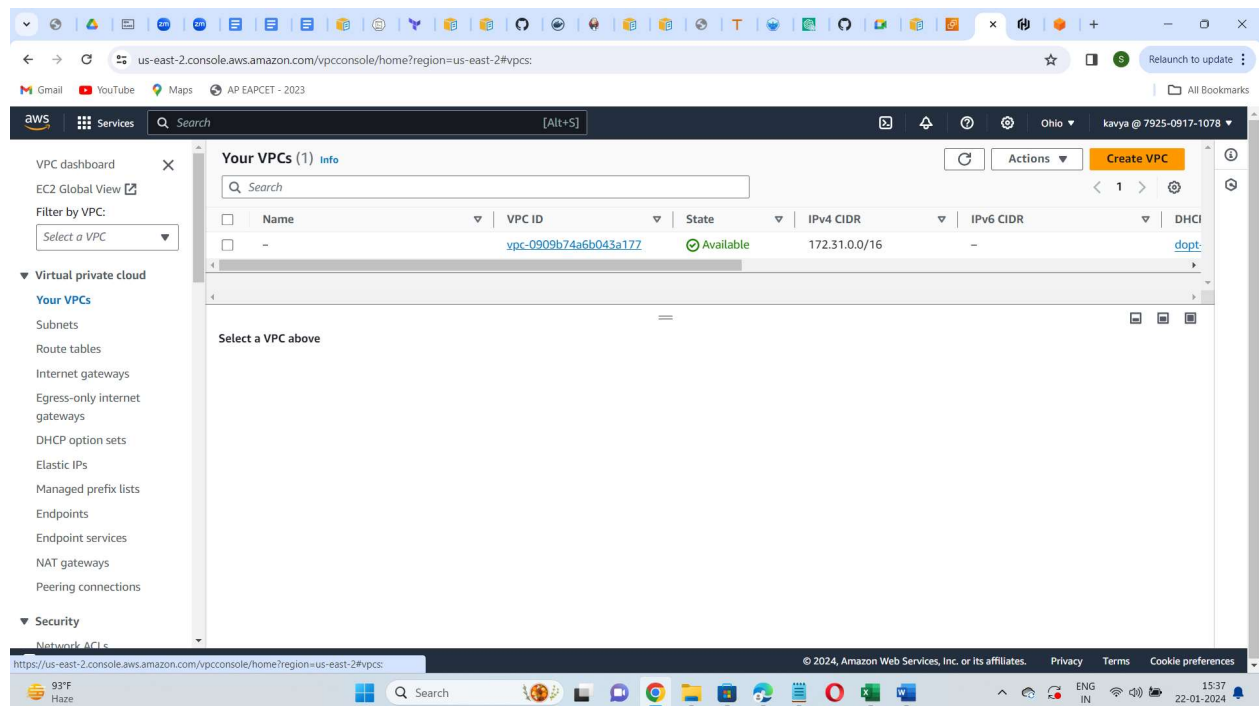 us-east-2.console.aws.amazon.com/vpcconsole/home?region=us-east-2#vpcs:
S
Relaunch to update
Gmail
YouTube
Maps
AP EAPCET - 2023
All Bookmarks
aws
Services
Search
[Alt+S]
Ohio
kavya @ 7925-0917-1078
VPC dashboard
EC2 Global View
Filter by VPC:
Select a VPC
Virtual private cloud
Your VPCs
Subnets
Route tables
Internet gateways
Egress-only internet
gateways
DHCP option sets
Elastic IPs
Managed prefix lists
Endpoints
Endpoint services
NAT gateways
Peering connections
Security
Network ACLs
Your VPCs (1) Info
Actions
Create VPC
Search
1
Name
VPC ID
State
IPv4 CIDR
IPv6 CIDR
DHCI
–
vpc-0909b74a6b043a177
Available
172.31.0.0/16
–
dopt-
Select a VPC above
https://us-east-2.console.aws.amazon.com/vpcconsole/home?region=us-east-2#vpcs:
© 2024, Amazon Web Services, Inc. or its affiliates.
Privacy
Terms
Cookie preferences
93°F
Haze
Search
ENG
IN
15:37
22-01-2024